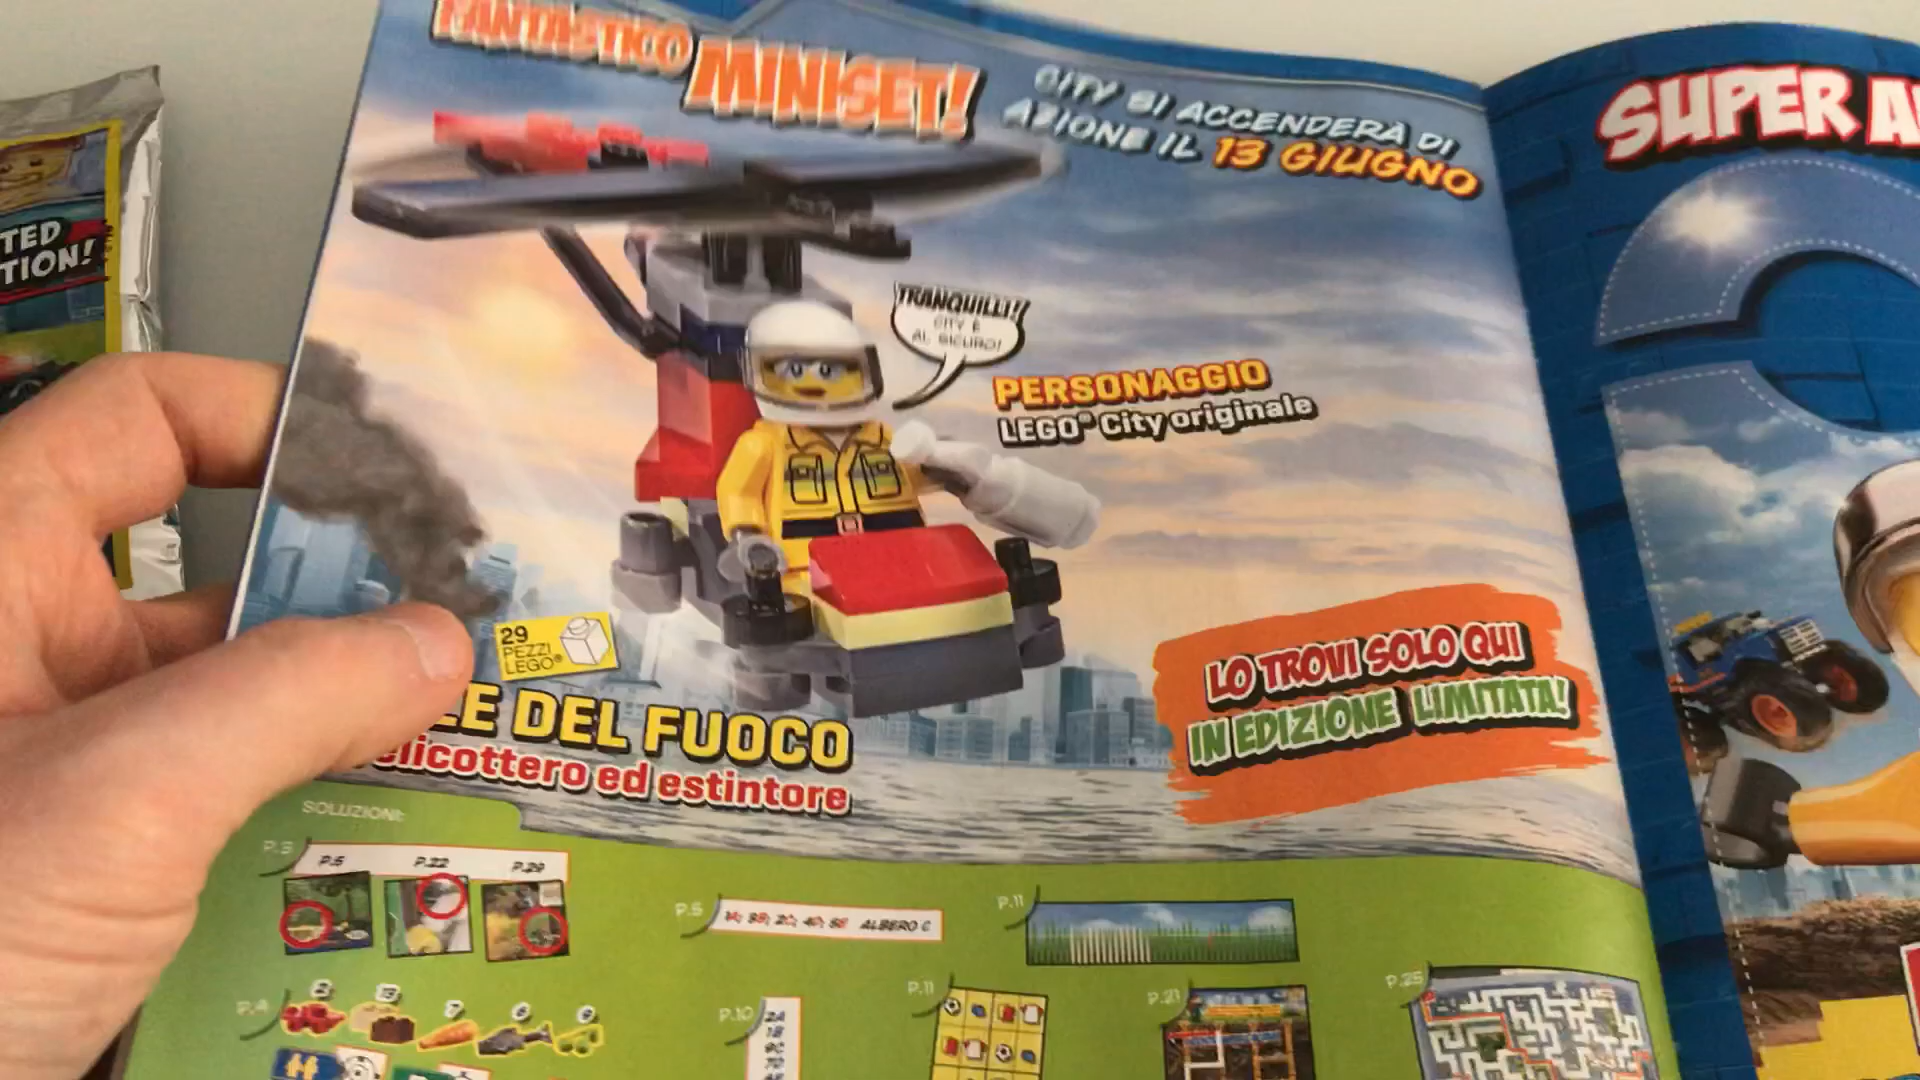 FANTASTICO MINISET!
CITY SI ACCENDERÀ DI
AZIONE IL 13 GIUGNO
SUPER
TED
TION!
TRANQUILLI!
CITY È
AL SICURO!
PERSONAGGIO
LEGO® City originale
29
PEZZI
LEGO®
LE DEL FUOCO
elicottero ed estintore
LO TROVI SOLO QUI
IN EDIZIONE LIMITATA!
SOLUZIONI:
P.3
P.5 P.22 P.29
P.5
ALBERO C
P.11
P.4
P.10
P.11
P.21
P.25